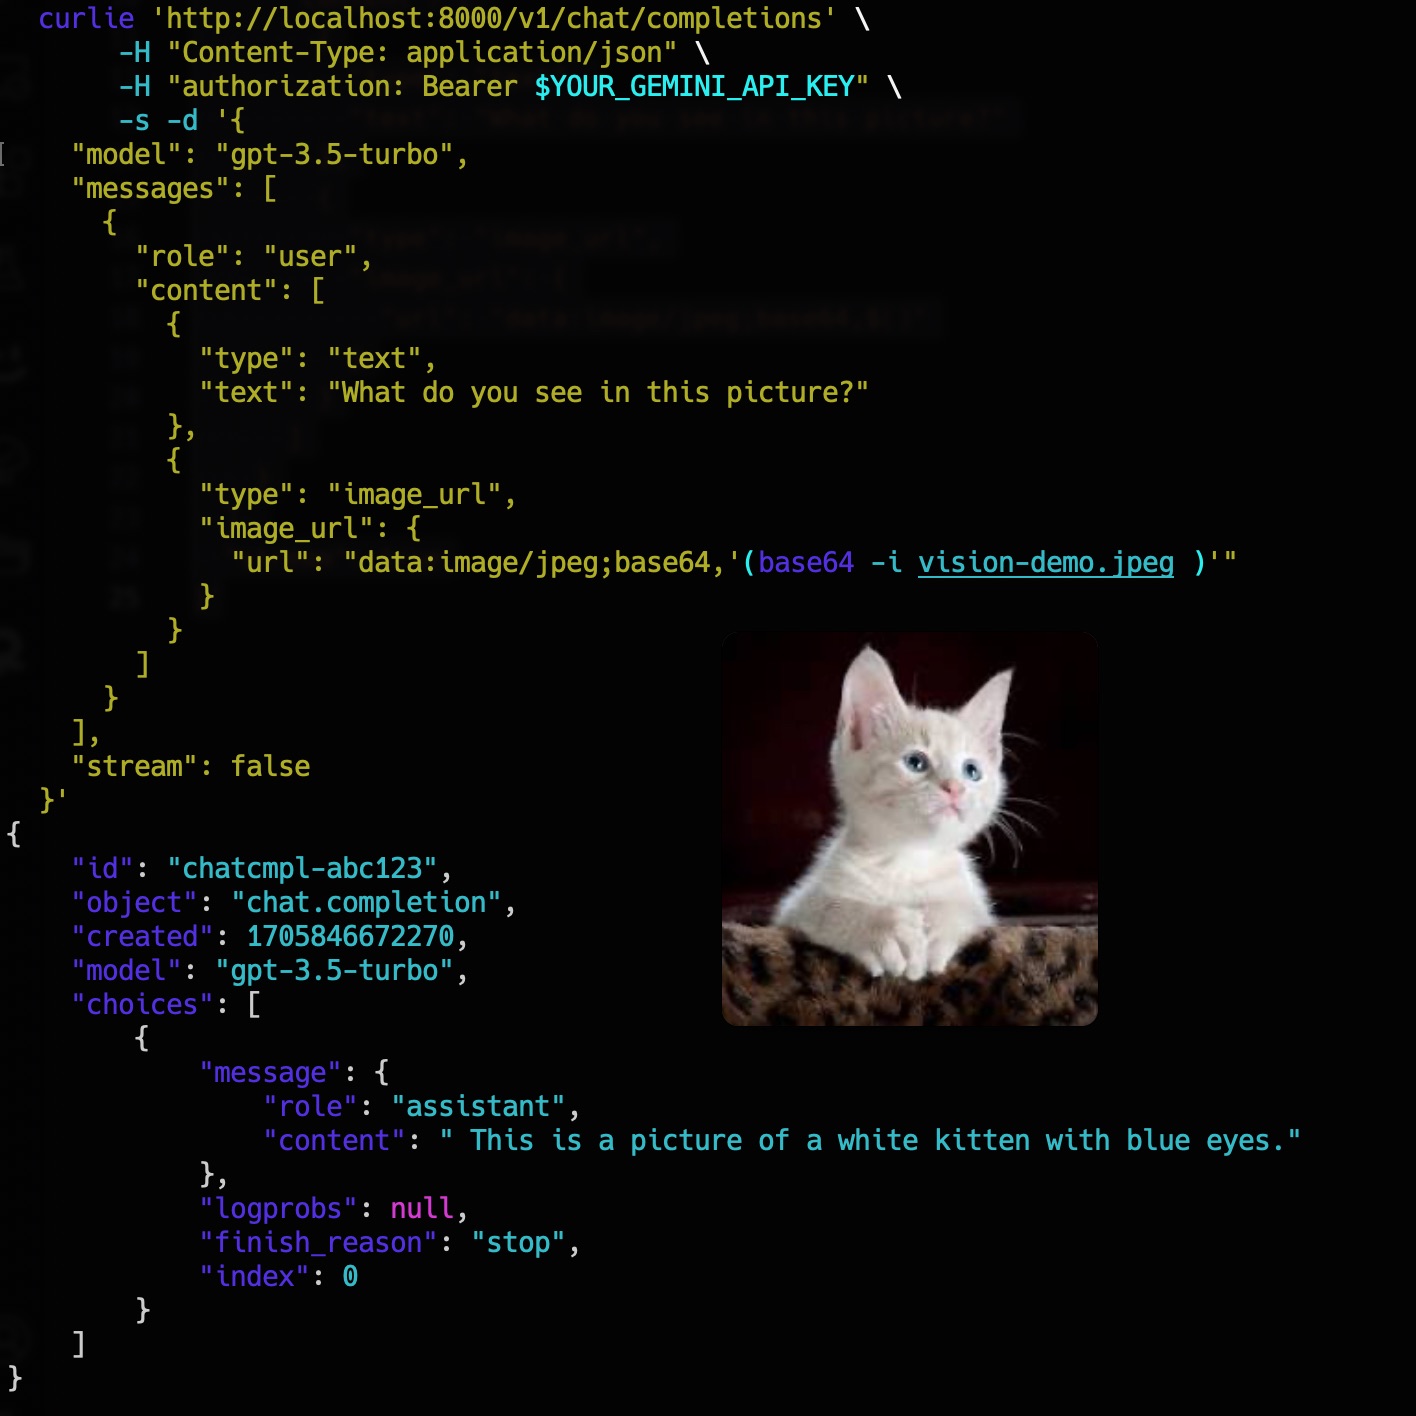 curlie 'http://localhost:8000/v1/chat/completions' \
-H "Content-Type: application/json" \
-H "authorization: Bearer $YOUR_GEMINI_API_KEY" \
-s -d '{
"model": "gpt-3.5-turbo",
"messages": [
{
"role": "user",
"content": [
{
"type": "text",
"text": "What do you see in this picture?"
},
{
"type": "image_url",
"image_url": {
"url": "data:image/jpeg;base64,'(base64 -i vision-demo.jpeg )'"
}
}
]
}
],
"stream": false
}'
{
"id": "chatcmpl-abc123",
"object": "chat.completion",
"created": 1705846672270,
"model": "gpt-3.5-turbo",
"choices": [
{
"message": {
"role": "assistant",
"content": " This is a picture of a white kitten with blue eyes."
},
"logprobs": null,
"finish_reason": "stop",
"index": 0
}
]
}